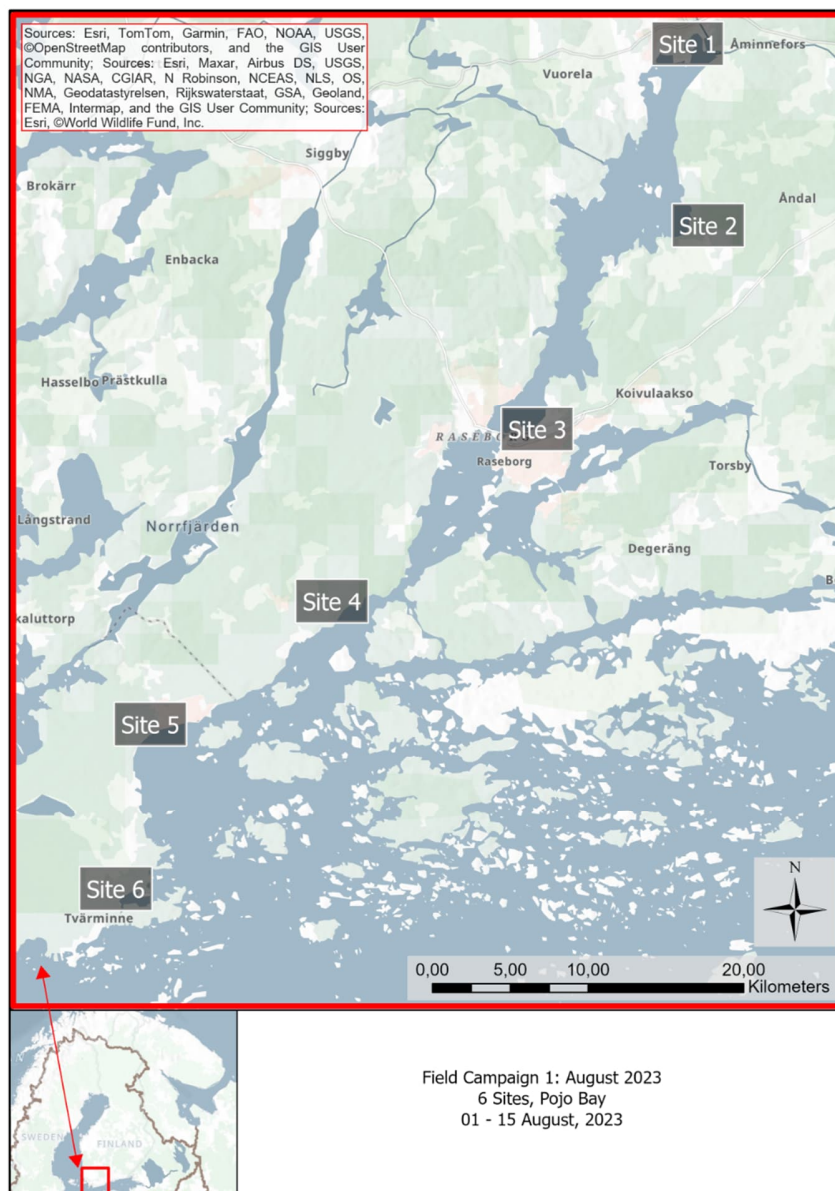 Sources: Esri, TomTom, Garmin, FAO, NOAA, USGS,
©OpenStreetMap contributors, and the GIS User
Community; Sources: Esri, Maxar, Airbus DS, USGS,
NGA, NASA, CGIAR, N Robinson, NCEAS, NLS, OS,
NMA, Geodatastyrelsen, Rijkswaterstaat, GSA, Geoland,
FEMA, Intermap, and the GIS User Community; Sources:
Esri, ©World Wildlife Fund, Inc.
Site 1
Åminnefors
Vuorela
Siggby
Brokärr
Åndal
Site 2
Enbacka
Hasselbo
Prästkulla
Koivulaakso
Site 3
Raseborg
Torsby
Långstrand
Norrfjärden
Degeräng
Site 4
kaluttorp
Site 5
Site 6
Tvärminne
N
0,00 5,00 10,00 20,00
Kilometers
SWEDEN
FINLAND
Field Campaign 1: August 2023
6 Sites, Pojo Bay
01 - 15 August, 2023